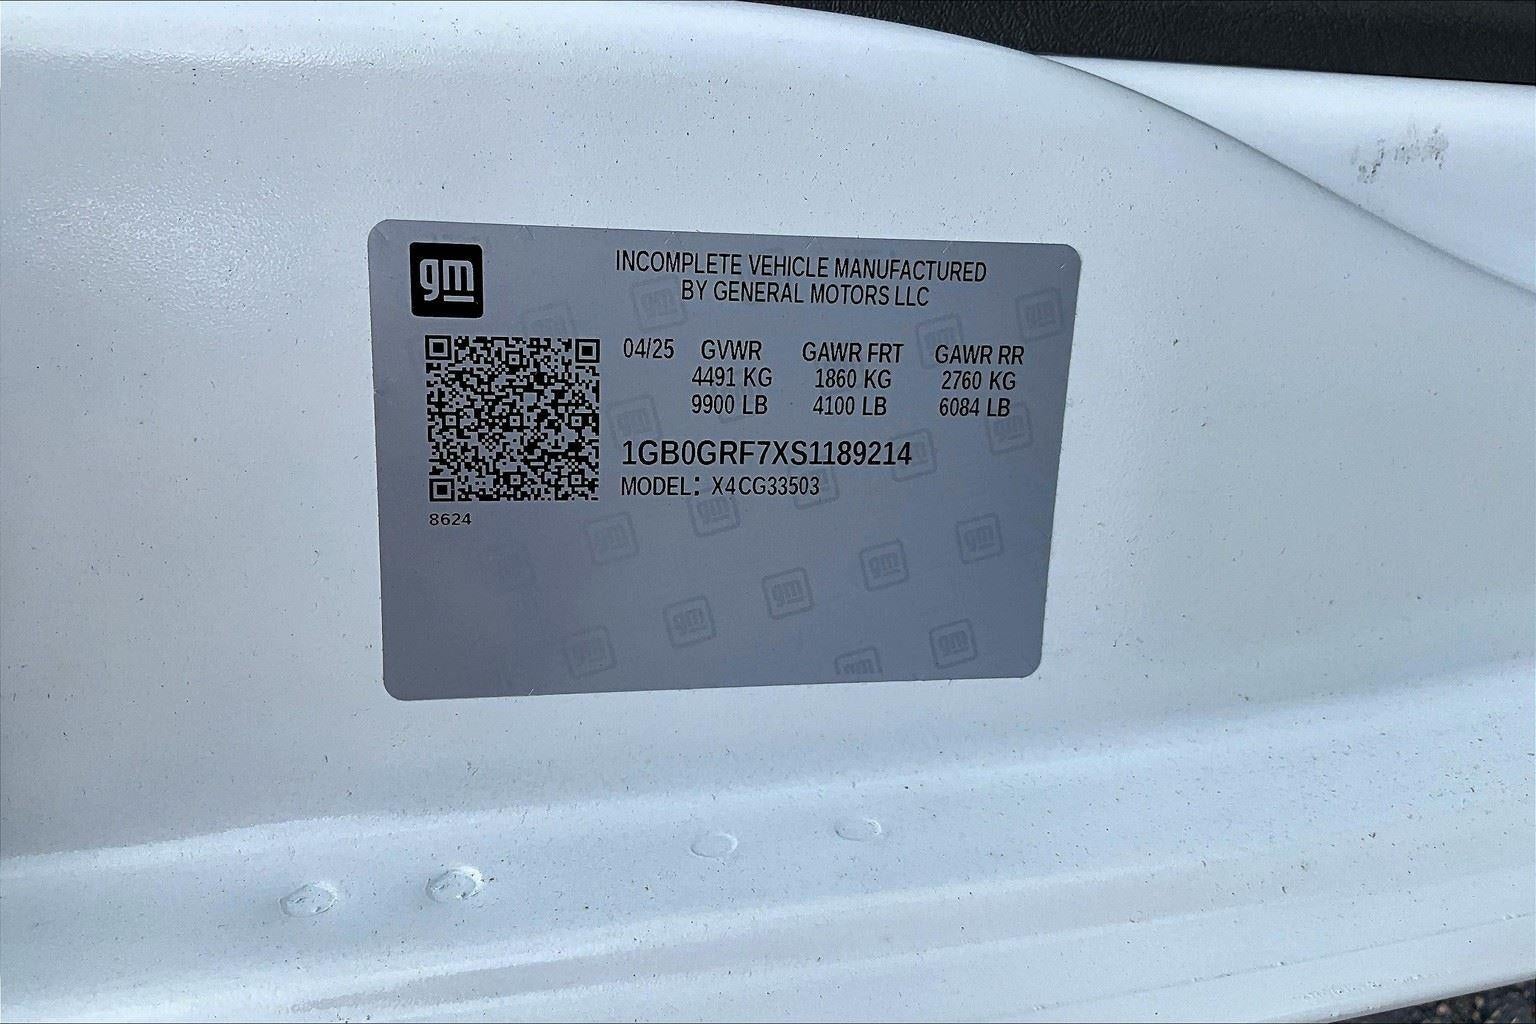 gm
INCOMPLETE VEHICLE MANUFACTURED
BY GENERAL MOTORS LLC
04/25 GVWR GAWR FRT GAWR RR
4491 KG 1860 KG 2760 KG
9900 LB 4100 LB 6084 LB
1GB0GRF7XS1189214
MODEL: X4CG33503
8624